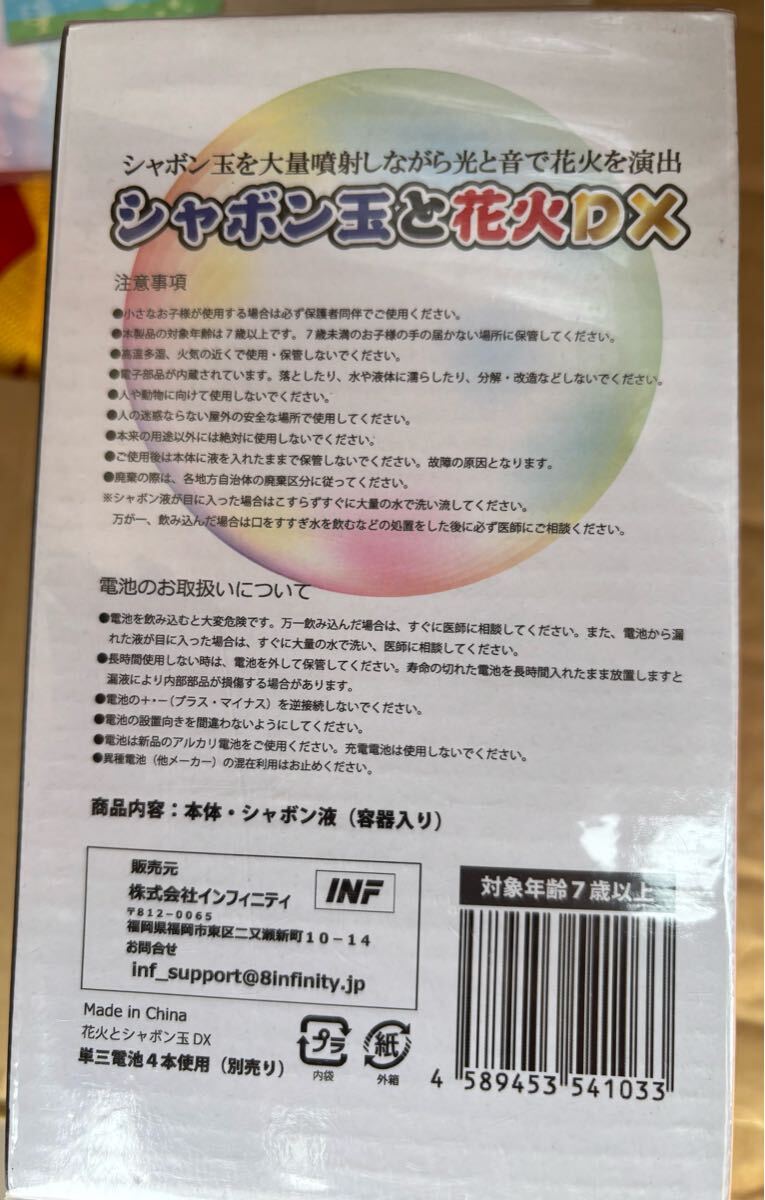 シャボン玉を大量噴射しながら光と音で花火を演出
シャボン玉と花火DX
注意事項
●小さなお子様が使用する場合は必ず保護者同伴でご使用ください。
●本製品の対象年齢は7歳以上です。7歳未満のお子様の手の届かない場所に保管してください。
●高温多湿、火気の近くで使用・保管しないでください。
●電子部品が内蔵されています。落としたり、水や液体に濡らしたり、分解・改造などしないでください。
●人や動物に向けて使用しないでください。
●人の迷惑ならない屋外の安全な場所で使用してください。
●本来の用途以外には絶対に使用しないでください。
●ご使用後は本体に液を入れたままで保管しないでください。故障の原因となります。
●廃棄の際は、各地方自治体の廃棄区分に従ってください。
※シャボン液が目に入った場合はこすらずすぐに大量の水で洗い流してください。
万が一、飲み込んだ場合は口をすすぎ水を飲むなどの処置をした後に必ず医師にご相談ください。
電池のお取扱いについて
●電池を飲み込むと大変危険です。万一飲み込んだ場合は、すぐに医師に相談してください。また、電池から漏
れた液が目に入った場合は、すぐに大量の水で洗い、医師に相談してください。
●長時間使用しない時は、電池を外して保管してください。寿命の切れた電池を長時間入れたまま放置しますと
漏液により内部部品が損傷する場合があります。
●電池の+・-(プラス・マイナス)を逆接続しないでください。
●電池の設置向きを間違わないようにしてください。
●電池は新品のアルカリ電池をご使用ください。充電電池は使用しないでください。
●異種電池(他メーカー)の混在利用はお止めください。
商品内容:本体・シャボン液(容器入り)
販売元
株式会社インフィニティ
INF
〒812-0065
福岡県福岡市東区二又瀬新町10-14
お問合せ
inf_support@8infinity.jp
対象年齢7歳以上
Made in China
花火とシャボン玉DX
単三電池4本使用(別売り)
プラ
内袋
紙
外箱
4 589453 541033